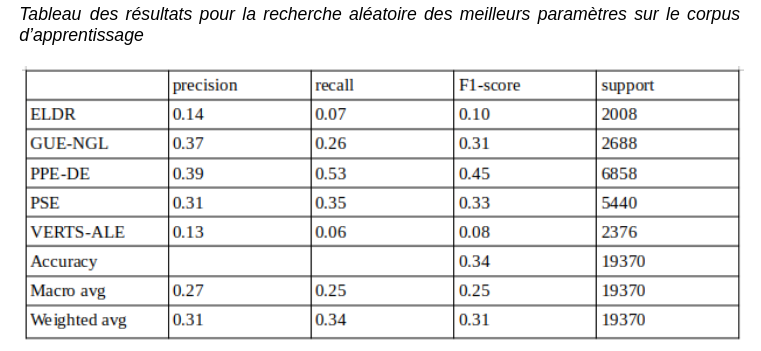 Tableau des résultats pour la recherche aléatoire des meilleurs paramètres sur le corpus
d’apprentissage
precision recall F1-score support
ELDR 0.14 0.07 0.10 2008
GUE-NGL 0.37 0.26 0.31 2688
PPE-DE 0.39 0.53 0.45 6858
PSE 0.31 0.35 0.33 5440
VERTS-ALE 0.13 0.06 0.08 2376
Accuracy 0.34 19370
Macro avg 0.27 0.25 0.25 19370
Weighted avg 0.31 0.34 0.31 19370